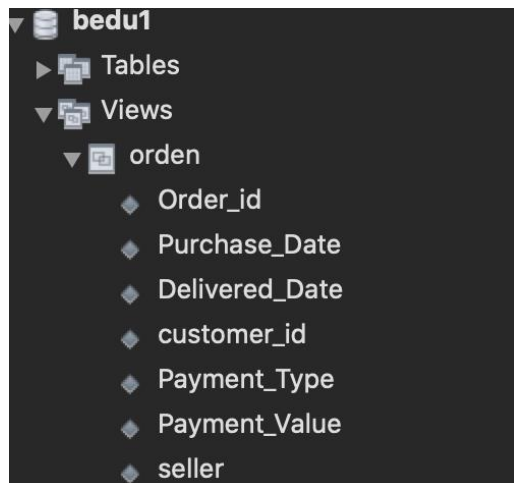 bedu1
Tables
Views
orden
Order_id
Purchase_Date
Delivered_Date
customer_id
Payment_Type
Payment_Value
seller